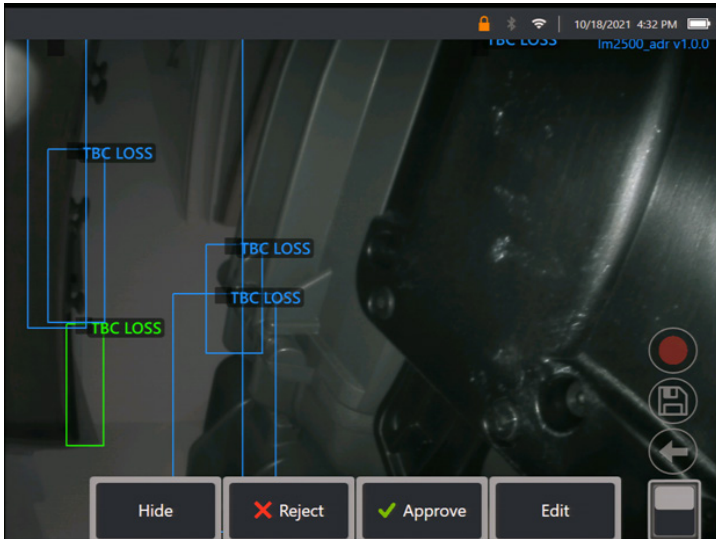 10/18/2021 4:32 PM
TBC LOSS
lm2500_adr v1.0.0
TBC LOSS
TBC LOSS
TBC LOSS
TBC LOSS
Hide
Reject
Approve
Edit